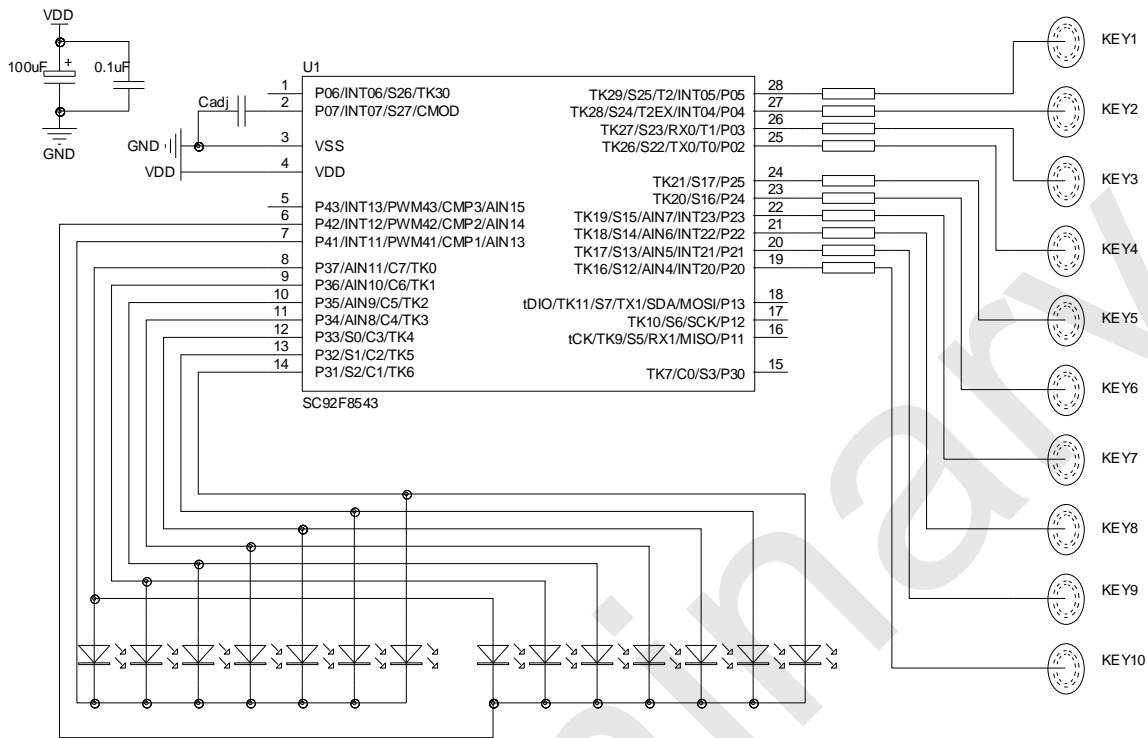 VDD
100uF
+
0.1uF
GND
Cadj
GND
VDD
U1
1
P06/INT06/S26/TK30
2
P07/INT07/S27/CMOD
3
VSS
4
VDD
5
P43/INT13/PWM43/CMP3/AIN15
6
P42/INT12/PWM42/CMP2/AIN14
7
P41/INT11/PWM41/CMP1/AIN13
8
P37/AIN11/C7/TK0
9
P36/AIN10/C6/TK1
10
P35/AIN9/C5/TK2
11
P34/AIN8/C4/TK3
12
P33/S0/C3/TK4
13
P32/S1/C2/TK5
14
P31/S2/C1/TK6
TK29/S25/T2/INT05/P05
28
TK28/S24/T2EX/INT04/P04
27
TK27/S23/RX0/T1/P03
26
TK26/S22/TX0/T0/P02
25
TK21/S17/P25
24
TK20/S16/P24
23
TK19/S15/AIN7/INT23/P23
22
TK18/S14/AIN6/INT22/P22
21
TK17/S13/AIN5/INT21/P21
20
TK16/S12/AIN4/INT20/P20
19
tDIO/TK11/S7/TX1/SDA/MOSI/P13
18
TK10/S6/SCK/P12
17
tCK/TK9/S5/RX1/MISO/P11
16
TK7/C0/S3/P30
15
SC92F8543
KEY1
KEY2
KEY3
KEY4
KEY5
KEY6
KEY7
KEY8
KEY9
KEY10